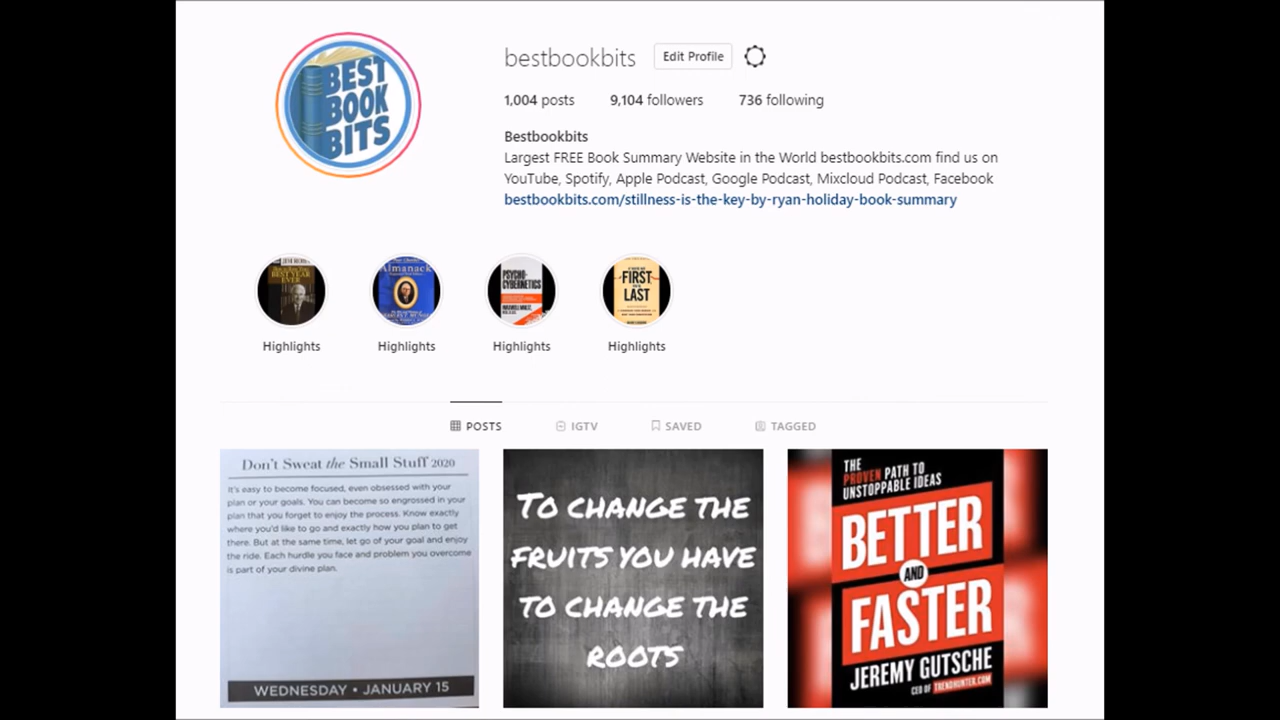 BEST
BOOK
BITS
bestbookbits Edit Profile
1,004 posts 9,104 followers 736 following
Bestbookbits
Largest FREE Book Summary Website in the World bestbookbits.com find us on
YouTube, Spotify, Apple Podcast, Google Podcast, Mixcloud Podcast, Facebook
bestbookbits.com/stillness-is-the-key-by-ryan-holiday-book-summary
BEST YEAR
EVER
Almanack
PSYCHO-
CYBERNETICS
FIRST
LAST
Highlights Highlights Highlights Highlights
POSTS IGTV SAVED TAGGED
Don't Sweat the Small Stuff 2020
It's easy to become focused, even obsessed with your
plan or your goals. You can become so engrossed in your
plan that you forget to enjoy the process. Know exactly
where you'd like to go and exactly how you plan to get
there. But at the same time, let go of your goal and enjoy
the ride. Each hurdle you face and problem you overcome
is part of your divine plan.
WEDNESDAY • JANUARY 15
TO CHANGE THE
FRUITS YOU HAVE
TO CHANGE THE
ROOTS
THE
PROVEN PATH TO
UNSTOPPABLE IDEAS
BETTER
AND
FASTER
JEREMY GUTSCHE
CEO OF TRENDHUNTER.COM